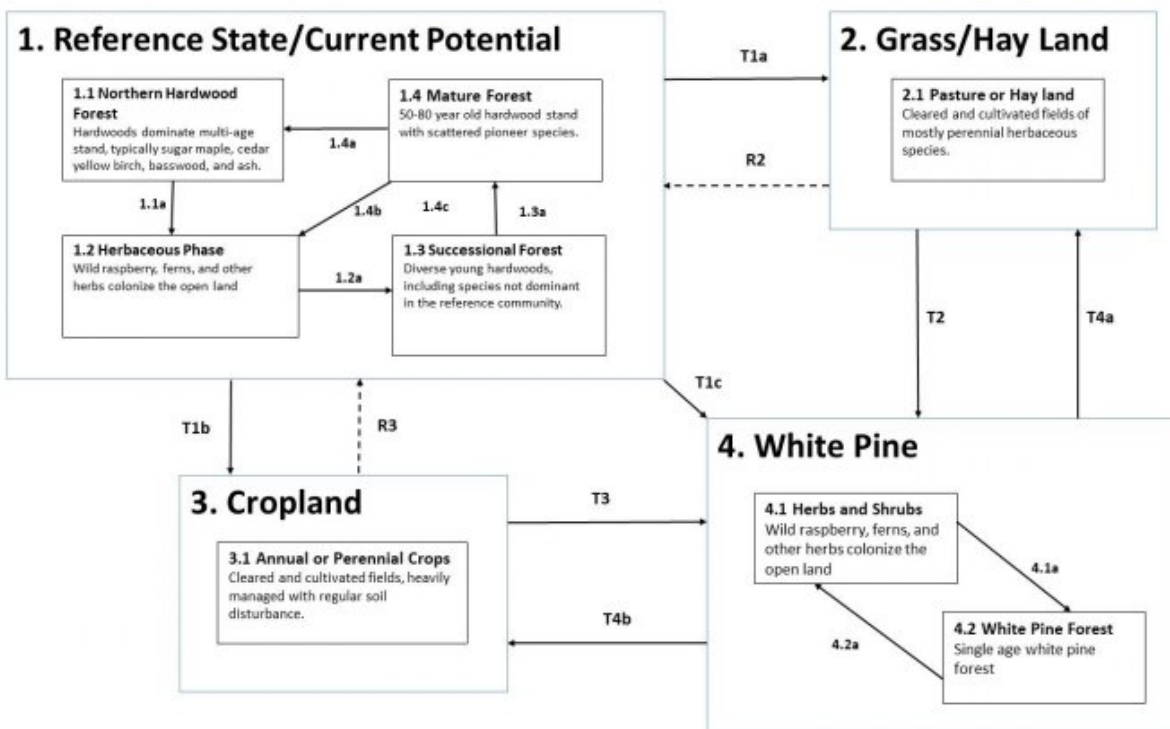 1. Reference State/Current Potential
1.1 Northern Hardwood
Forest
Hardwoods dominate multi-age
stand, typically sugar maple, cedar
yellow birch, basswood, and ash.
1.4 Mature Forest
50-80 year old hardwood stand
with scattered pioneer species.
1.4a
1.1a
1.4b
1.4c
1.3a
1.2 Herbaceous Phase
Wild raspberry, ferns, and other
herbs colonize the open land
1.2a
1.3 Successional Forest
Diverse young hardwoods,
including species not dominant
in the reference community.
T1a
R2
2. Grass/Hay Land
2.1 Pasture or Hay land
Cleared and cultivated fields of
mostly perennial herbaceous
species.
T2
T4a
T1c
T1b
R3
3. Cropland
3.1 Annual or Perennial Crops
Cleared and cultivated fields, heavily
managed with regular soil
disturbance.
T3
T4b
4. White Pine
4.1 Herbs and Shrubs
Wild raspberry, ferns, and
other herbs colonize the
open land
4.1a
4.2a
4.2 White Pine Forest
Single age white pine
forest